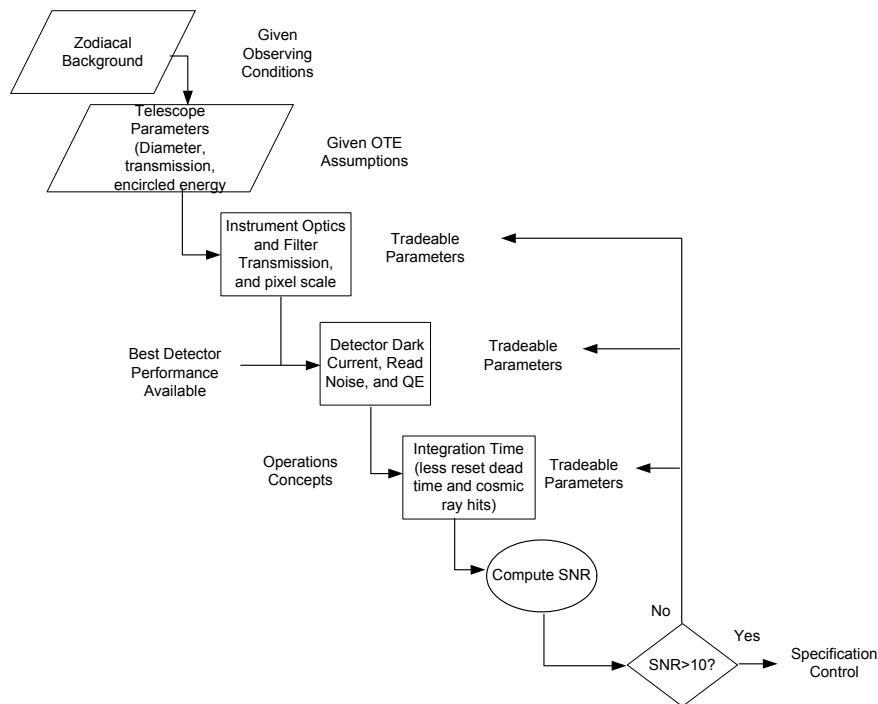 Zodiacal
Background
Given
Observing
Conditions
Telescope
Parameters
(Diameter,
transmission,
encircled energy
Given OTE
Assumptions
Instrument Optics
and Filter
Transmission,
and pixel scale
Tradeable
Parameters
Best Detector
Performance
Available
Detector Dark
Current, Read
Noise, and QE
Tradeable
Parameters
Operations
Concepts
Integration Time
(less reset dead
time and cosmic
ray hits)
Tradeable
Parameters
Compute SNR
No
Yes
SNR>10?
Specification
Control